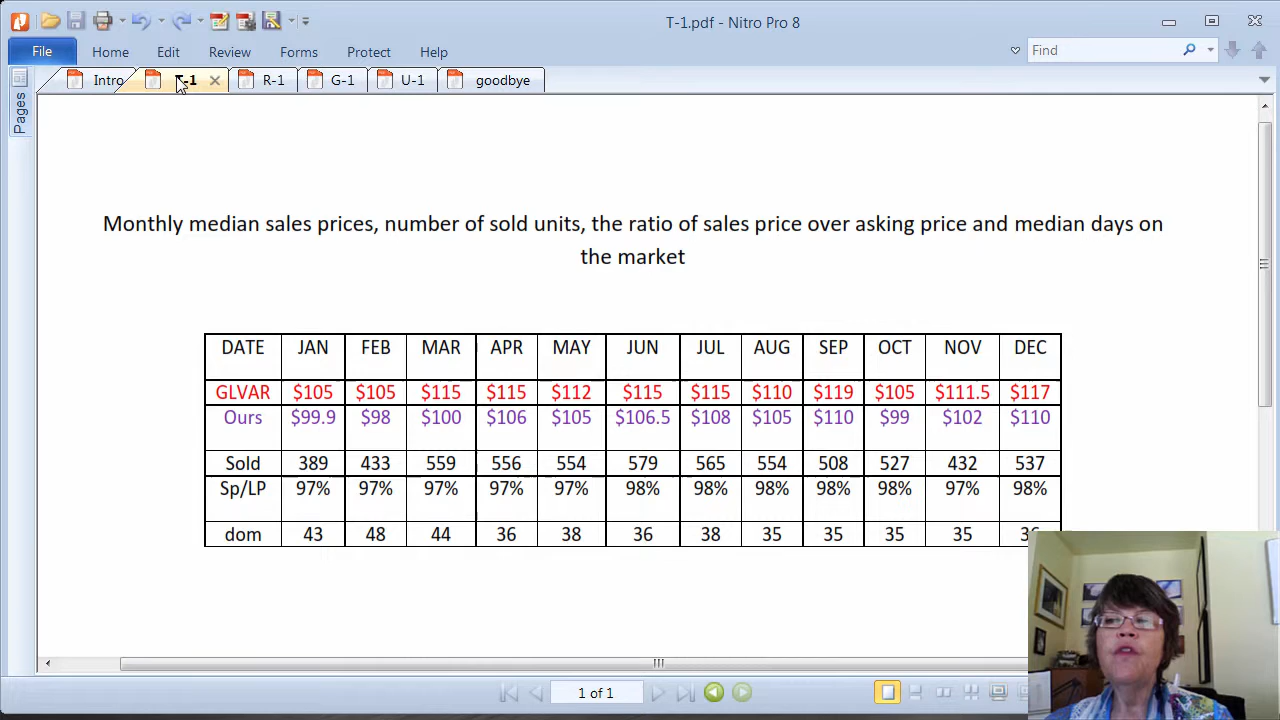 T-1.pdf - Nitro Pro 8
File Home Edit Review Forms Protect Help Find
Intro T-1 R-1 G-1 U-1 goodbye
Pages
Monthly median sales prices, number of sold units, the ratio of sales price over asking price and median days on
the market
DATE JAN FEB MAR APR MAY JUN JUL AUG SEP OCT NOV DEC
GLVAR $105 $105 $115 $115 $112 $115 $115 $110 $119 $105 $111.5 $117
Ours $99.9 $98 $100 $106 $105 $106.5 $108 $105 $110 $99 $102 $110
Sold 389 433 559 556 554 579 565 554 508 527 432 537
Sp/LP 97% 97% 97% 97% 97% 98% 98% 98% 98% 98% 97% 98%
dom 43 48 44 36 38 36 38 35 35 35 35 36
1 of 1